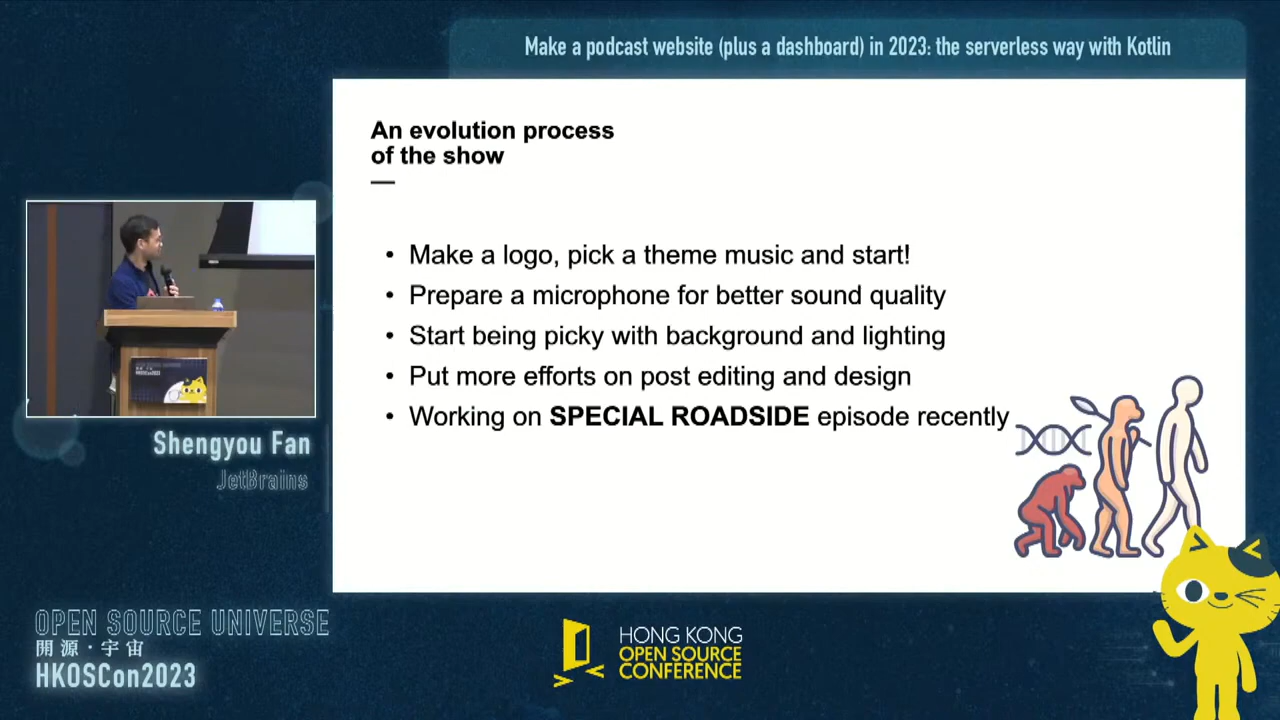 Make a podcast website (plus a dashboard) in 2023: the serverless way with Kotlin
An evolution process
of the show
• Make a logo, pick a theme music and start!
• Prepare a microphone for better sound quality
• Start being picky with background and lighting
• Put more efforts on post editing and design
• Working on SPECIAL ROADSIDE episode recently
Shengyou Fan
JetBrains
OPEN SOURCE UNIVERSE
開源·宇宙
HKOSCon2023
HONG KONG
OPEN SOURCE
CONFERENCE